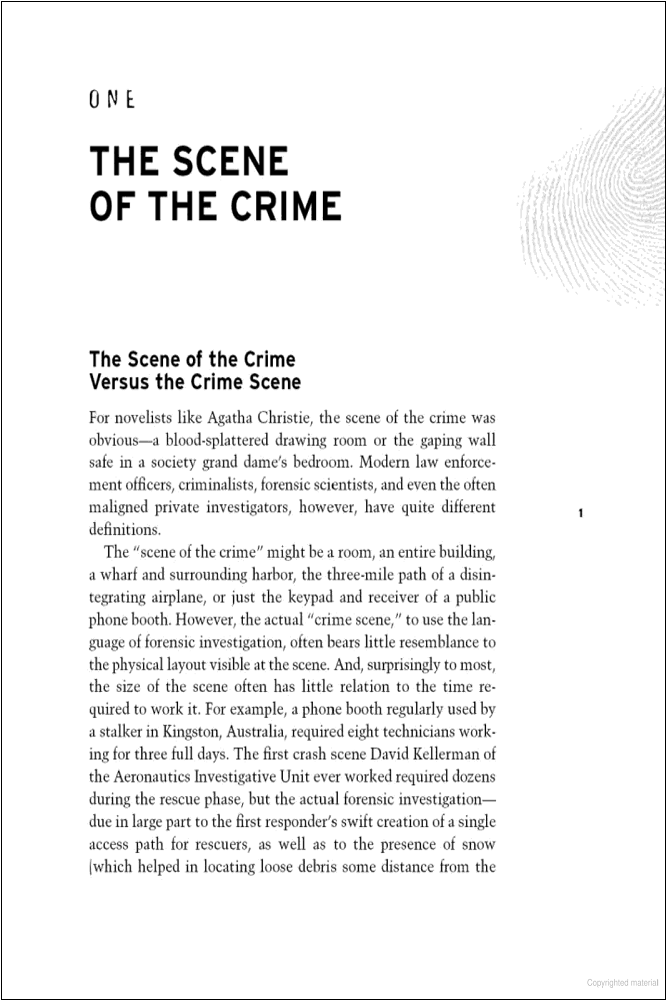 ONE
THE SCENE
OF THE CRIME
The Scene of the Crime
Versus the Crime Scene
For novelists like Agatha Christie, the scene of the crime was
obvious—a blood-splattered drawing room or the gaping wall
safe in a society grand dame's bedroom. Modern law enforce-
ment officers, criminalists, forensic scientists, and even the often
maligned private investigators, however, have quite different
definitions.
1
The "scene of the crime" might be a room, an entire building,
a wharf and surrounding harbor, the three-mile path of a disin-
tegrating airplane, or just the keypad and receiver of a public
phone booth. However, the actual "crime scene," to use the lan-
guage of forensic investigation, often bears little resemblance to
the physical layout visible at the scene. And, surprisingly to most,
the size of the scene often has little relation to the time re-
quired to work it. For example, a phone booth regularly used by
a stalker in Kingston, Australia, required eight technicians work-
ing for three full days. The first crash scene David Kellerman of
the Aeronautics Investigative Unit ever worked required dozens
during the rescue phase, but the actual forensic investigation—
due in large part to the first responder's swift creation of a single
access path for rescuers, as well as to the presence of snow
(which helped in locating loose debris some distance from the
Copyrighted material